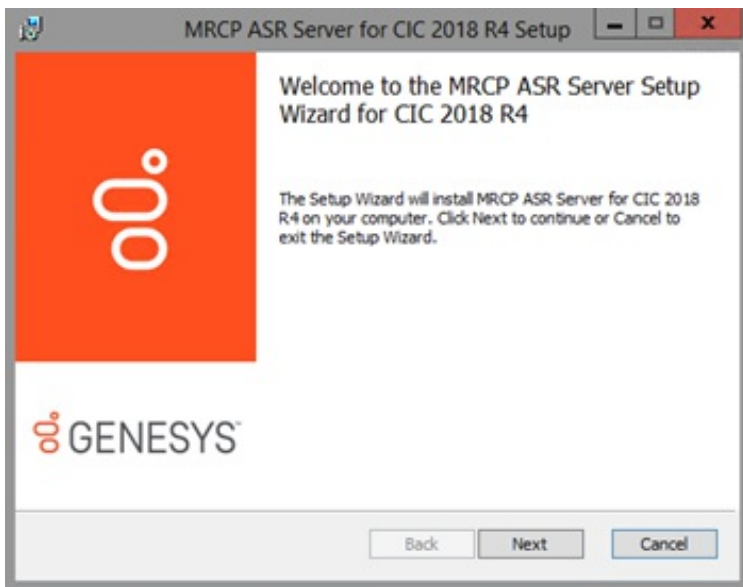 MRCP ASR Server for CIC 2018 R4 Setup
Welcome to the MRCP ASR Server Setup
Wizard for CIC 2018 R4
The Setup Wizard will install MRCP ASR Server for CIC 2018
R4 on your computer. Click Next to continue or Cancel to
exit the Setup Wizard.
GENESYS™
Back Next Cancel